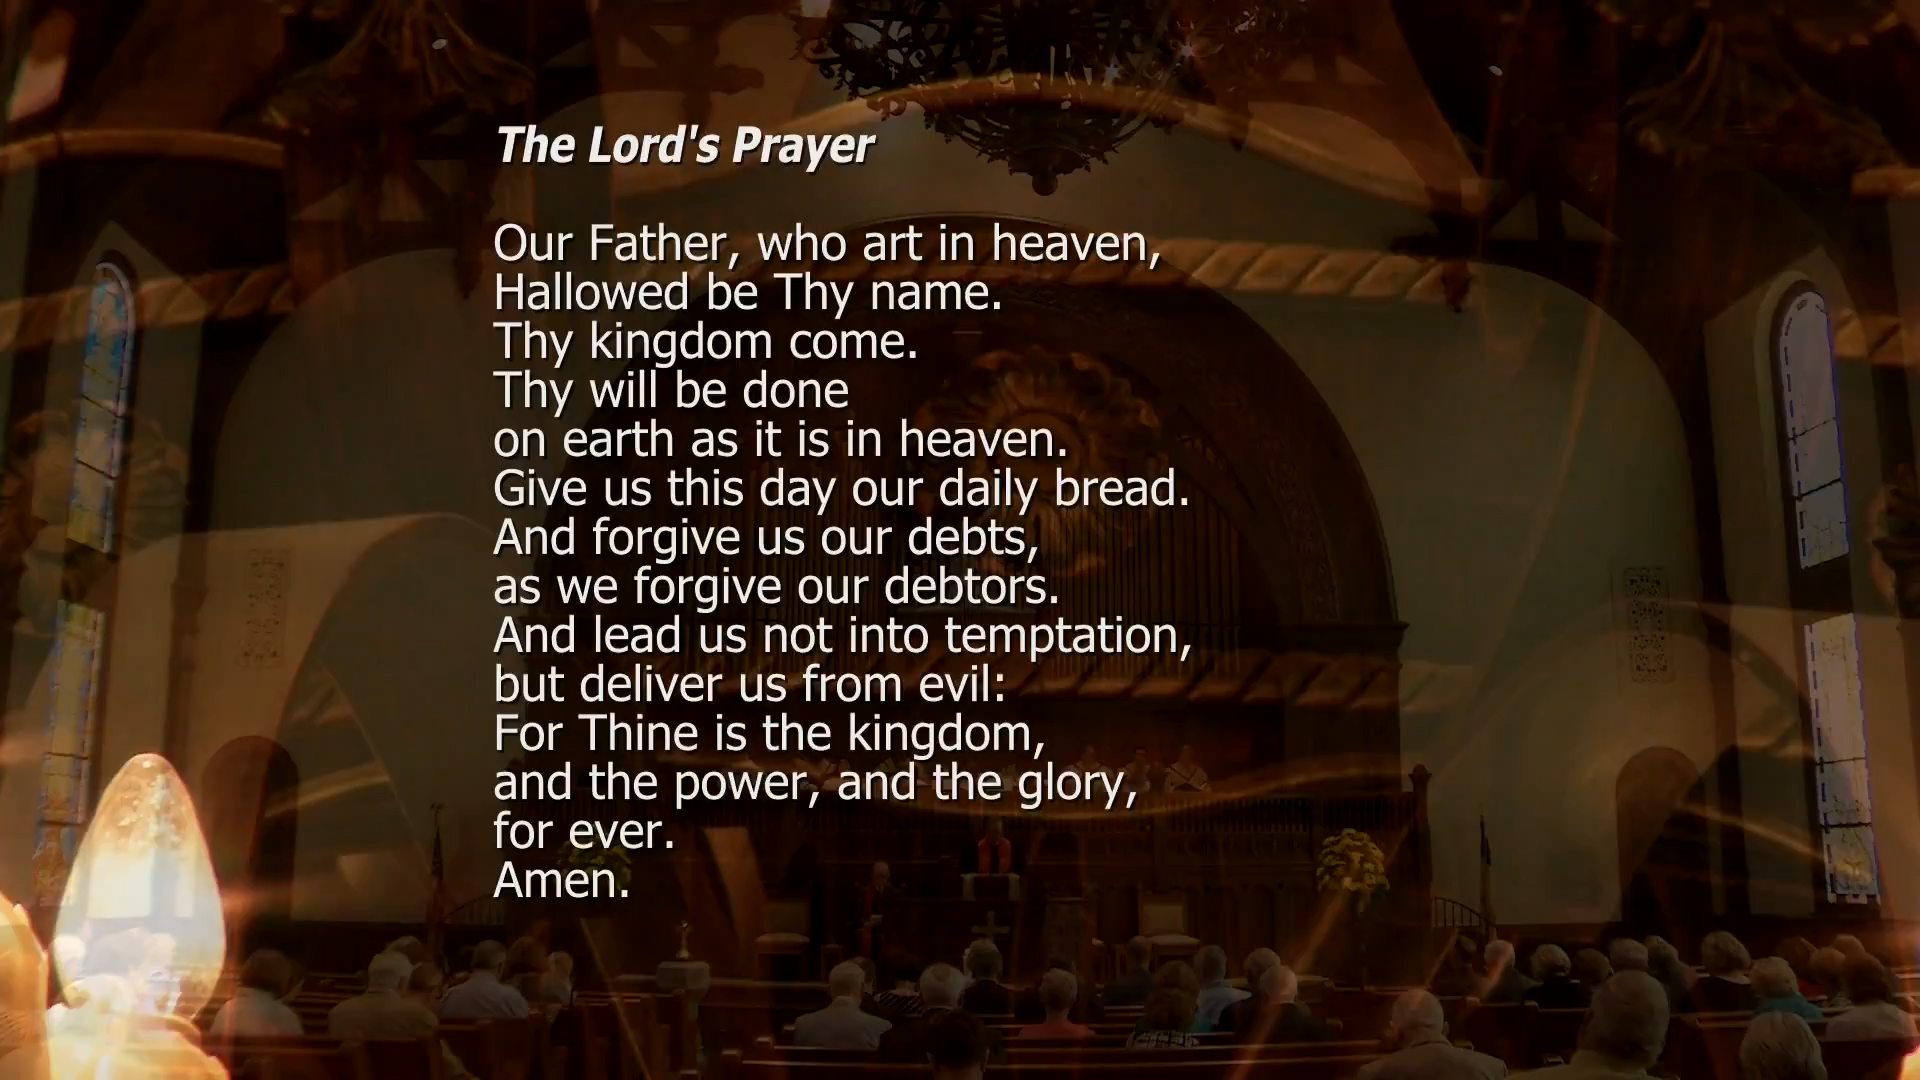 The Lord's Prayer
Our Father, who art in heaven,
Hallowed be Thy name.
Thy kingdom come.
Thy will be done
on earth as it is in heaven.
Give us this day our daily bread.
And forgive us our debts,
as we forgive our debtors.
And lead us not into temptation,
but deliver us from evil:
For Thine is the kingdom,
and the power, and the glory,
for ever.
Amen.